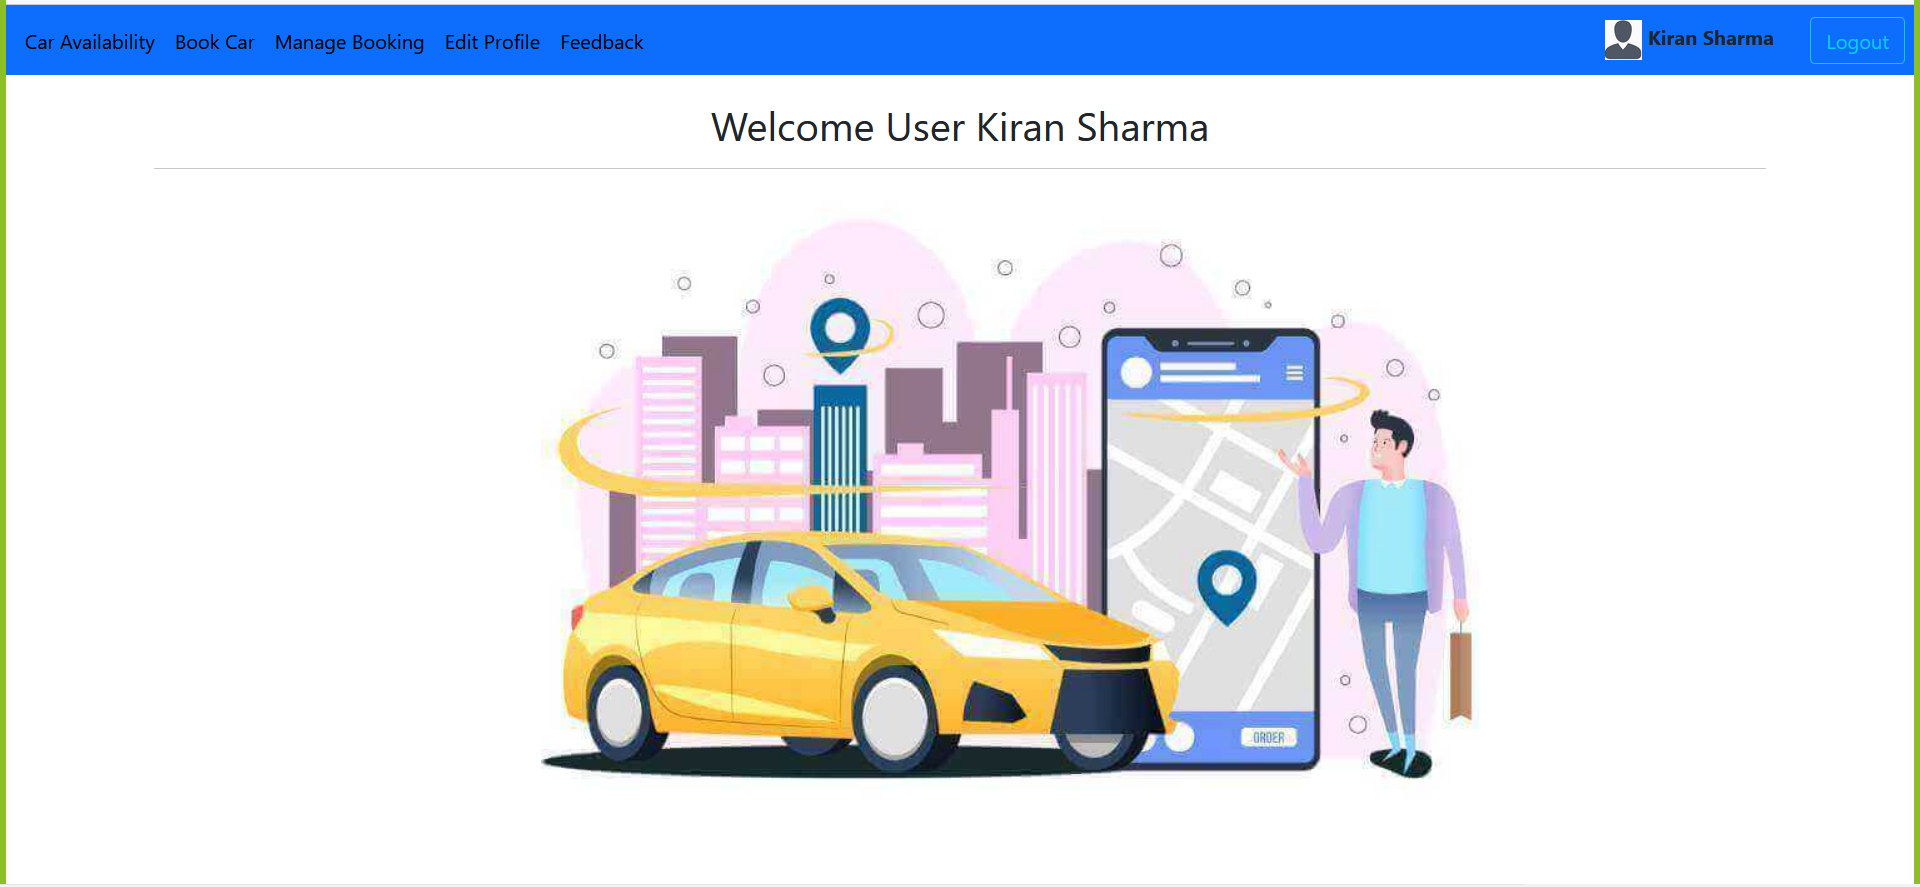 Car Availability Book Car Manage Booking Edit Profile Feedback Kiran Sharma Logout
Welcome User Kiran Sharma
ORDER